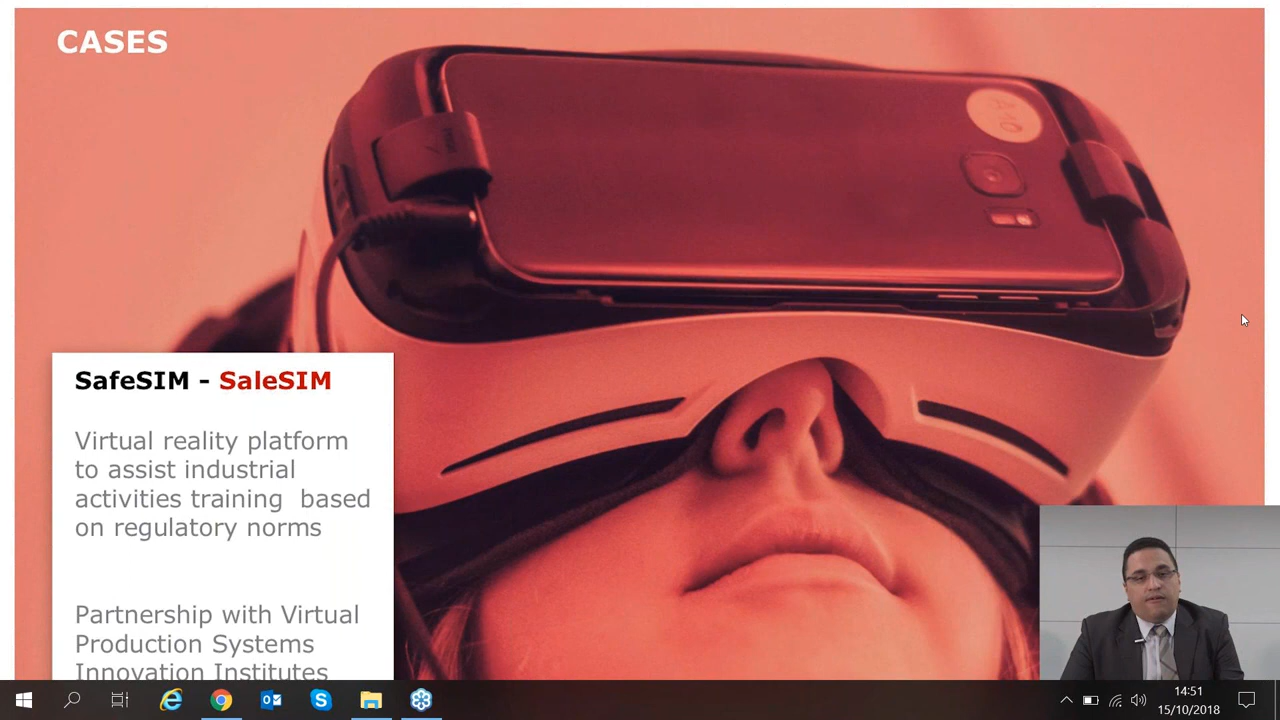 CASES
A10
SafeSIM - SaleSIM
Virtual reality platform
to assist industrial
activities training  based
on regulatory norms
Partnership with Virtual
Production Systems
Innovation Institutes
14:51
15/10/2018